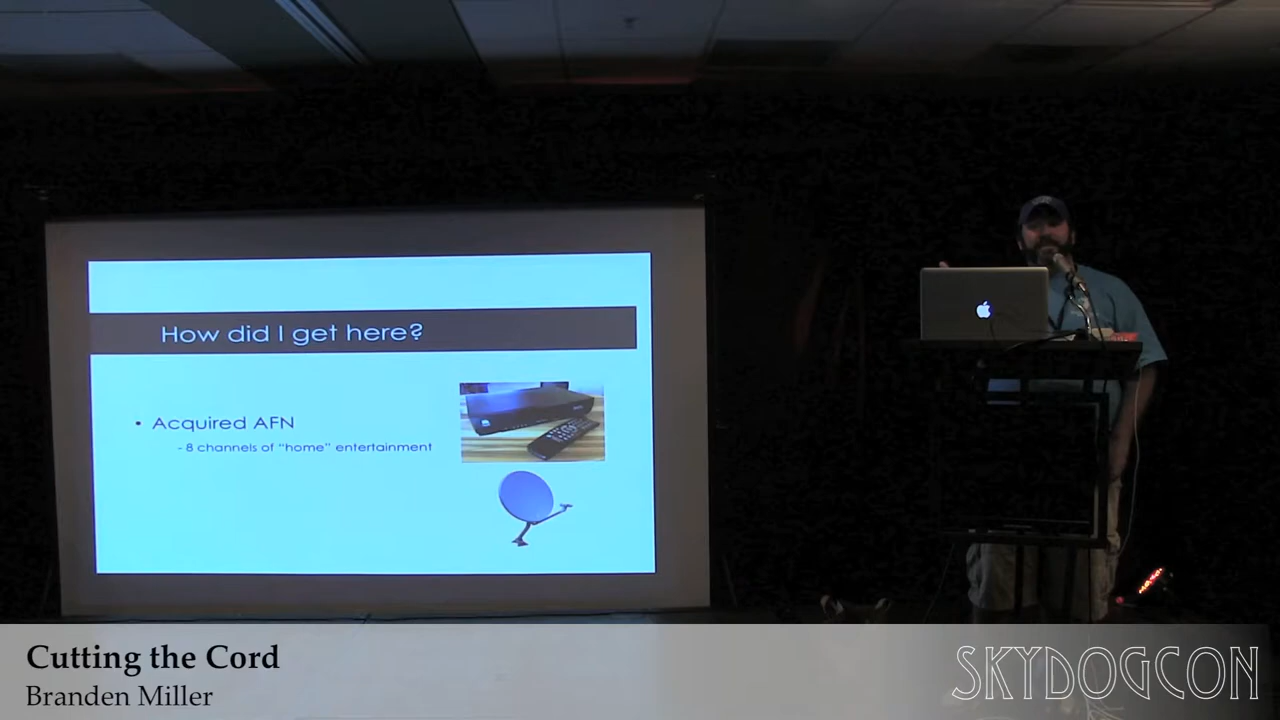 How did I get here?
• Acquired AFN
- 8 channels of "home" entertainment
Cutting the Cord
Branden Miller
SKYDOGCON